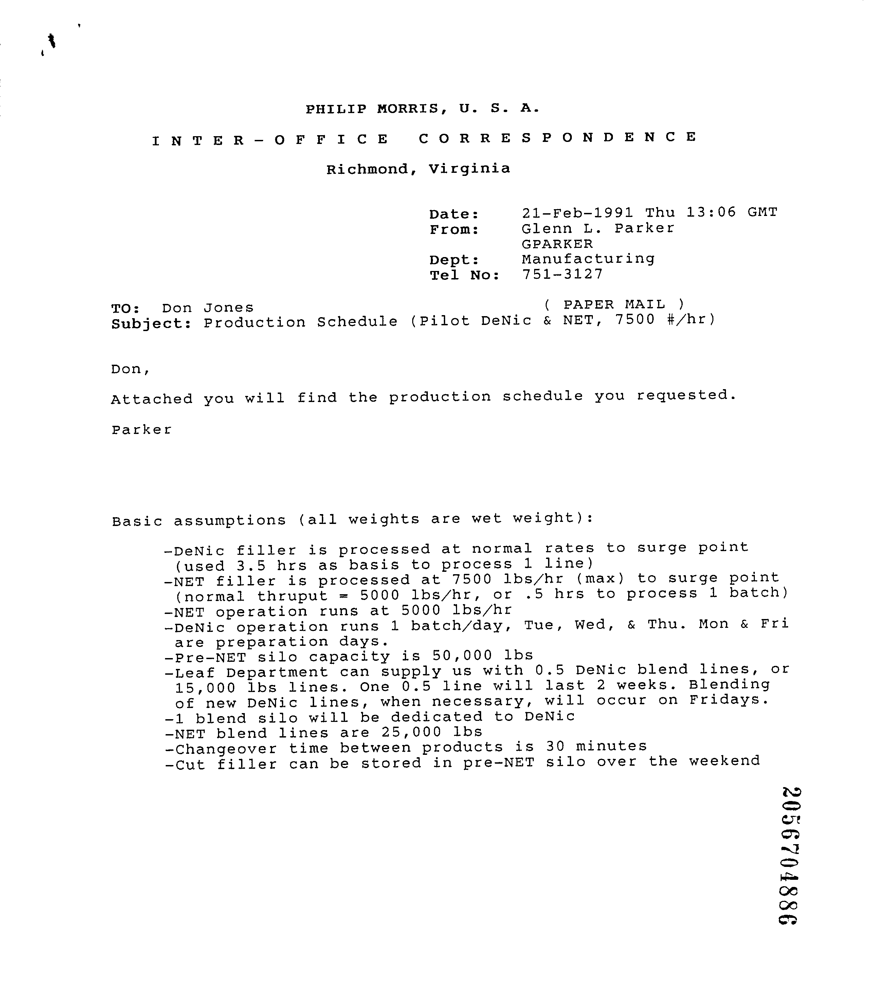 PHILIP MORRIS, U. S. A.
INTER-OFFICE CORRESPONDENCE
Richmond, Virginia
Date: 21-Feb-1991 Thu 13:06 GMT
From: Glenn L. Parker
GPARKER
Dept: Manufacturing
Tel No: 751-3127
TO: Don Jones ( PAPER MAIL )
Subject: Production Schedule (Pilot DeNic & NET, 7500 #/hr)
Don,
Attached you will find the production schedule you requested.
Parker
Basic assumptions (all weights are wet weight):
-DeNic filler is processed at normal rates to surge point
(used 3.5 hrs as basis to process 1 line)
-NET filler is processed at 7500 lbs/hr (max) to surge point
(normal thruput = 5000 lbs/hr, or .5 hrs to process 1 batch)
-NET operation runs at 5000 lbs/hr
-DeNic operation runs 1 batch/day, Tue, Wed, & Thu. Mon & Fri
are preparation days.
-Pre-NET silo capacity is 50,000 lbs
-Leaf Department can supply us with 0.5 DeNic blend lines, or
15,000 lbs lines. One 0.5 line will last 2 weeks. Blending
of new DeNic lines, when necessary, will occur on Fridays.
-1 blend silo will be dedicated to DeNic
-NET blend lines are 25,000 lbs
-Changeover time between products is 30 minutes
-Cut filler can be stored in pre-NET silo over the weekend
2056704886